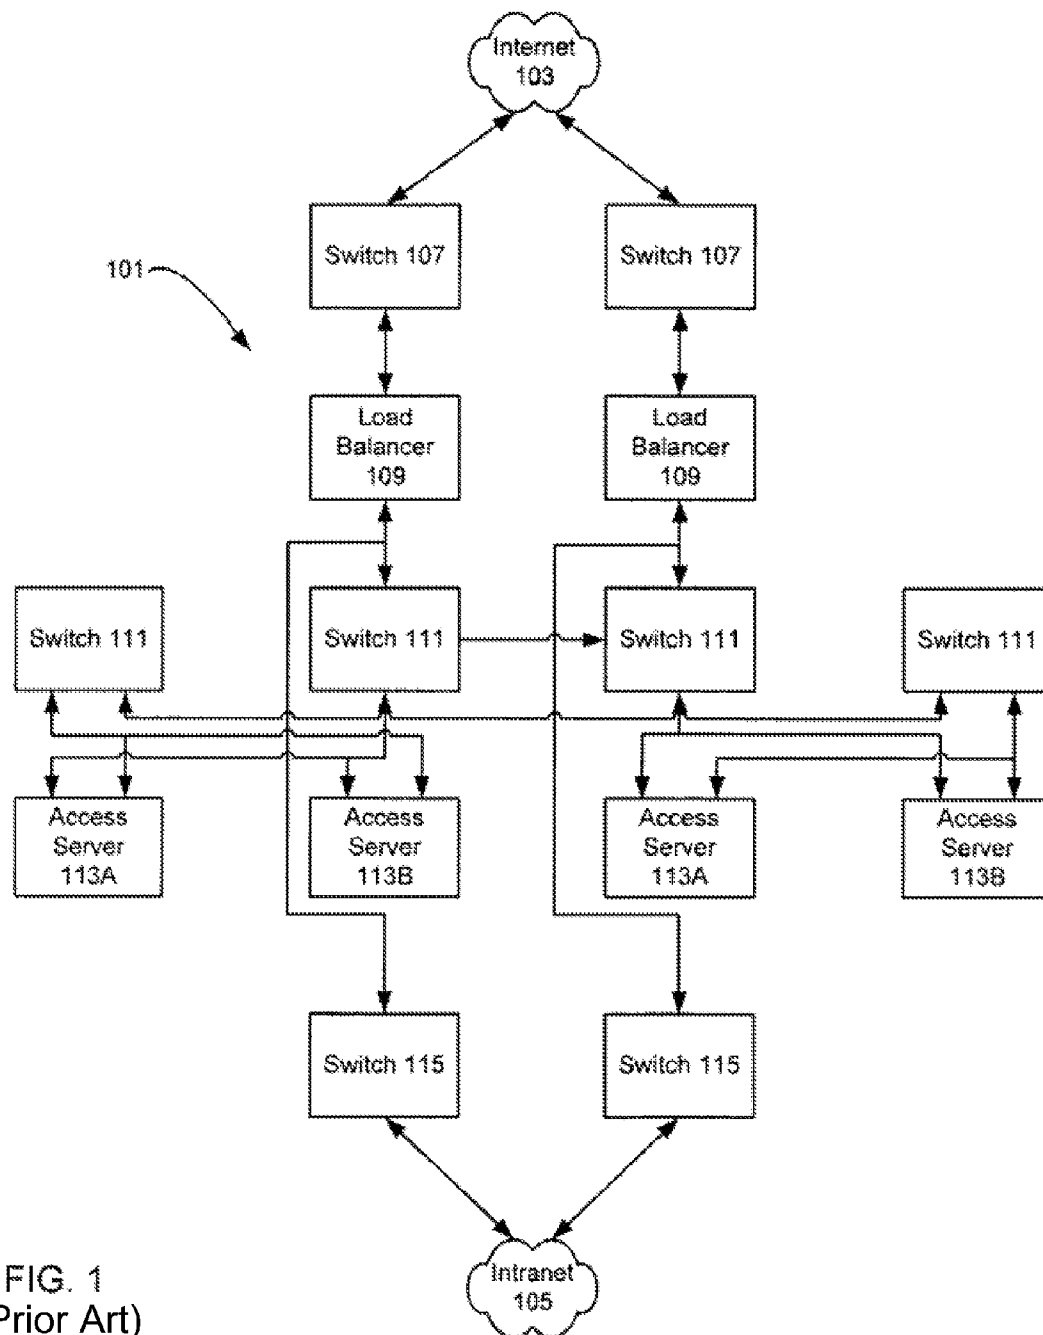 Internet
103
Switch 107
Switch 107
101
Load
Balancer
109
Load
Balancer
109
Switch 111
Switch 111
Switch 111
Switch 111
Access
Server
113A
Access
Server
113B
Access
Server
113A
Access
Server
113B
Switch 115
Switch 115
Intranet
105
FIG. 1
Prior Art)